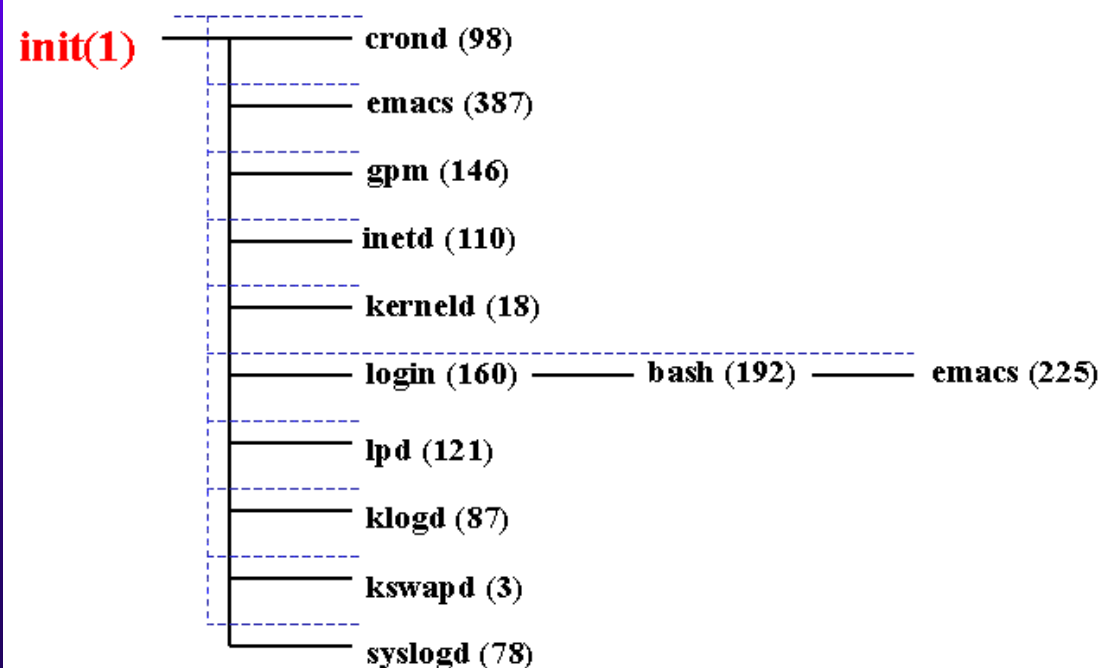 init(1)
crond (98)
emacs (387)
gpm (146)
inetd (110)
kerneld (18)
login (160) bash (192) emacs (225)
lpd (121)
klogd (87)
kswapd (3)
syslogd (78)